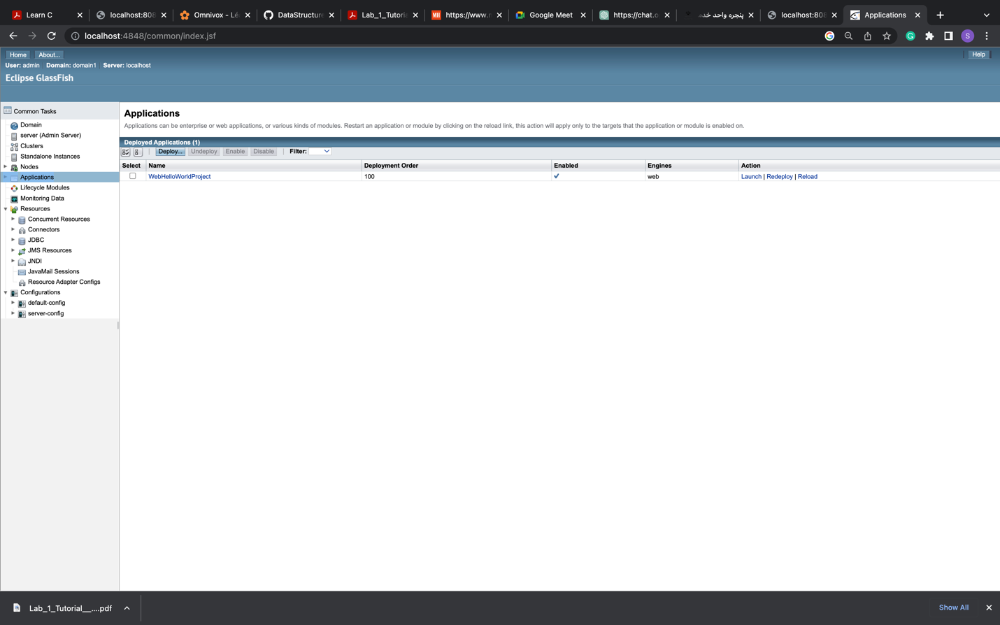 Learn C
localhost:808
Omnivox - Lé
DataStructure
Lab_1_Tutoria
https://www.
Google Meet
https://chat.o
پنجره واحد خدم
localhost:808
Applications
localhost:4848/common/index.jsf
S
Home About...
Help
User: admin Domain: domain1 Server: localhost
Eclipse GlassFish
Common Tasks
Domain
server (Admin Server)
Clusters
Standalone Instances
Nodes
Applications
Lifecycle Modules
Monitoring Data
Resources
Concurrent Resources
Connectors
JDBC
JMS Resources
JNDI
JavaMail Sessions
Resource Adapter Configs
Configurations
default-config
server-config
Applications
Applications can be enterprise or web applications, or various kinds of modules. Restart an application or module by clicking on the reload link, this action will apply only to the targets that the application or module is enabled on.
Deployed Applications (1)
Deploy... Undeploy Enable Disable Filter:
Select Name Deployment Order Enabled Engines Action
WebHelloWorldProject 100 web Launch | Redeploy | Reload
Lab_1_Tutorial__....pdf
Show All